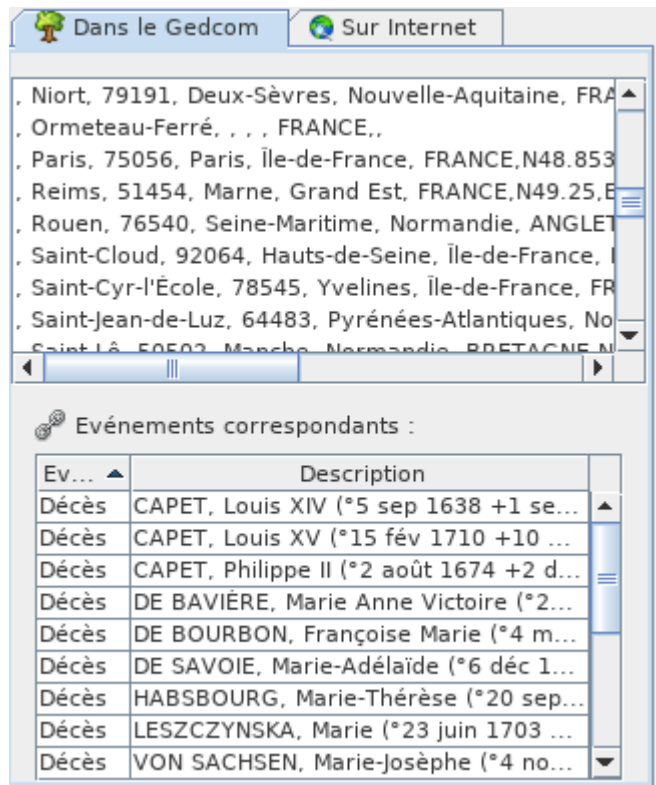 Dans le Gedcom
Sur Internet
, Niort, 79191, Deux-Sèvres, Nouvelle-Aquitaine, FRA
, Ormeteau-Ferré, , , , FRANCE,,
, Paris, 75056, Paris, Île-de-France, FRANCE,N48.853
, Reims, 51454, Marne, Grand Est, FRANCE,N49.25,E
, Rouen, 76540, Seine-Maritime, Normandie, ANGLET
, Saint-Cloud, 92064, Hauts-de-Seine, Île-de-France,
, Saint-Cyr-l'École, 78545, Yvelines, Île-de-France, FR
, Saint-Jean-de-Luz, 64483, Pyrénées-Atlantiques, No
Saint-Lô, 50502, Manche, Normandie, BRETAGNE,N
Evénements correspondants :
Ev... Description
Décès CAPET, Louis XIV (°5 sep 1638 +1 se...
Décès CAPET, Louis XV (°15 fév 1710 +10 ...
Décès CAPET, Philippe II (°2 août 1674 +2 d...
Décès DE BAVIÈRE, Marie Anne Victoire (°2...
Décès DE BOURBON, Françoise Marie (°4 m...
Décès DE SAVOIE, Marie-Adélaïde (°6 déc 1...
Décès HABSBOURG, Marie-Thérèse (°20 sep...
Décès LESZCZYNSKA, Marie (°23 juin 1703 ...
Décès VON SACHSEN, Marie-Josèphe (°4 no...